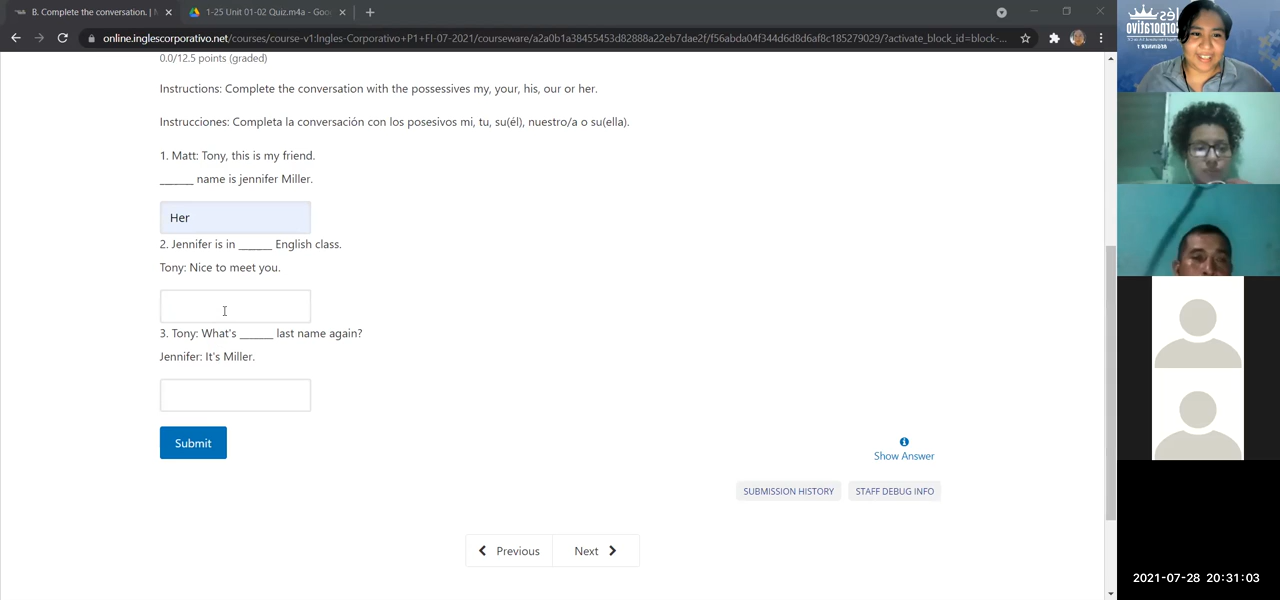 B. Complete the conversation. |
1-25 Unit 01-02 Quiz.m4a - Goo
online.inglescorporativo.net/courses/course-v1:Ingles-Corporativo+P1+FI-07-2021/courseware/a2a0b1a38455453d82888a22eb7dae2f/f56abda04f344d6d8d6af8c185279029/?activate_block_id=block-...
0.0/12.5 points (graded)
Instructions: Complete the conversation with the possessives my, your, his, our or her.
Instrucciones: Completa la conversación con los posesivos mi, tu, su(él), nuestro/a o su(ella).
1. Matt: Tony, this is my friend.
______ name is jennifer Miller.
Her
2. Jennifer is in ______ English class.
Tony: Nice to meet you.
3. Tony: What's ______ last name again?
Jennifer: It's Miller.
Submit
Show Answer
SUBMISSION HISTORY
STAFF DEBUG INFO
Previous
Next
2021-07-28 20:31:03